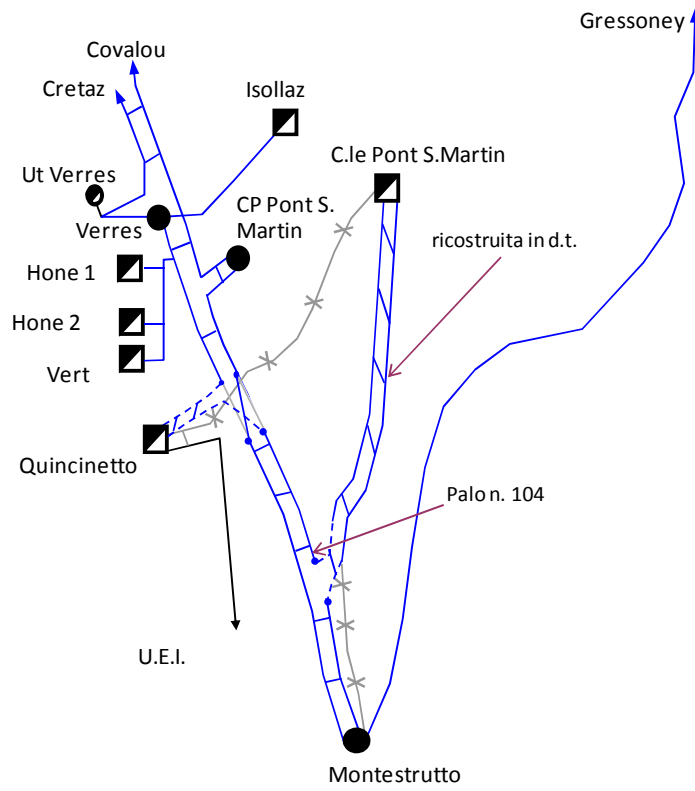 Gressoney
Covalou
Cretaz
Isollaz
C.le Pont S.Martin
Ut Verres
CP Pont S.
Martin
Verres
ricostruita in d.t.
Hone 1
Hone 2
Vert
Quincinetto
Palo n. 104
U.E.I.
Montestrutto